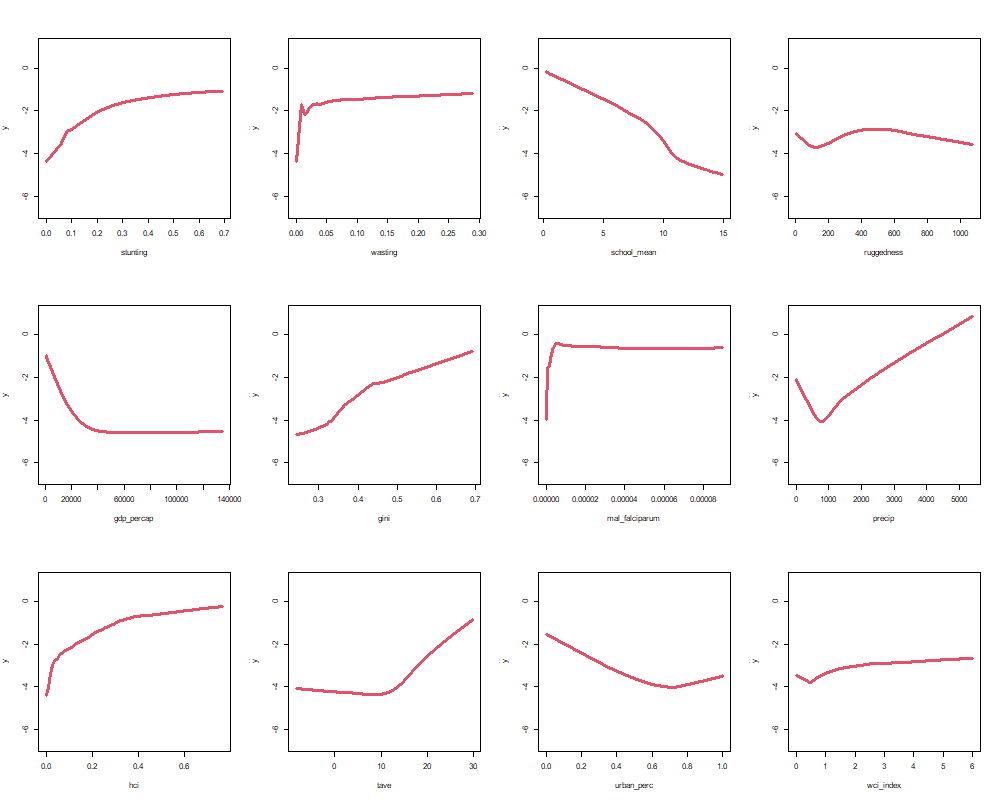 0 0 0 0
-2 -2 -2 -2
y y y y
-4 -4 -4 -4
-6 -6 -6 -6
0.0 0.1 0.2 0.3 0.4 0.5 0.6 0.7 0.00 0.05 0.10 0.15 0.20 0.25 0.30 0 5 10 15 0 200 400 600 800 1000
stunting wasting school_mean ruggedness
0 0 0 0
-2 -2 -2 -2
y y y y
-4 -4 -4 -4
-6 -6 -6 -6
0 20000 60000 100000 140000 0.3 0.4 0.5 0.6 0.7 0.00000 0.00002 0.00004 0.00006 0.00008 0 1000 2000 3000 4000 5000
gdp_percap gini mal_falciparum precip
0 0 0 0
-2 -2 -2 -2
y y y y
-4 -4 -4 -4
-6 -6 -6 -6
0.0 0.2 0.4 0.6 0 10 20 30 0.0 0.2 0.4 0.6 0.8 1.0 0 1 2 3 4 5 6
hci tave urban_perc wci_index